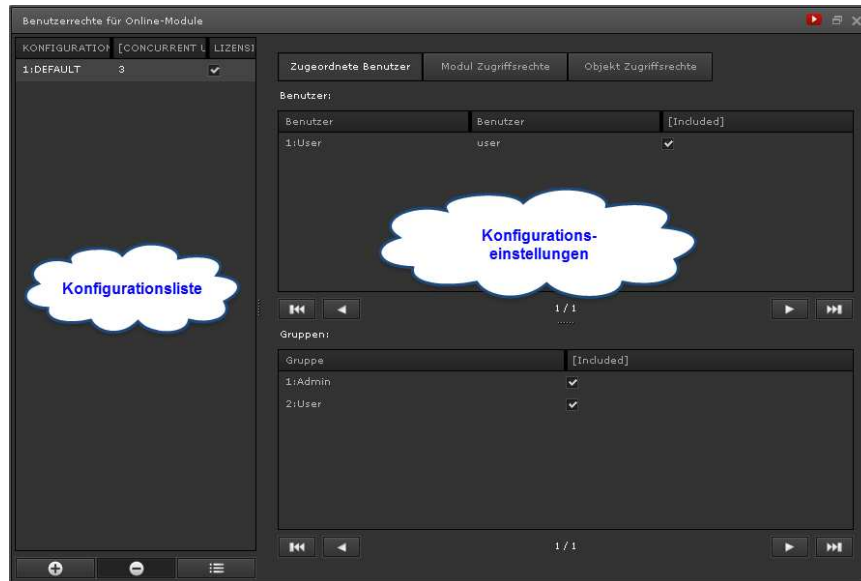 Benutzerrechte für Online-Module
KONFIGURATION [CONCURRENT U LIZENSI
1:DEFAULT 3
Konfigurationsliste
Zugeordnete Benutzer Modul Zugriffsrechte Objekt Zugriffsrechte
Benutzer:
Benutzer Benutzer [Included]
1:User user
Konfigurations-
einstellungen
1 / 1
Gruppen:
Gruppe [Included]
1:Admin
2:User
1 / 1